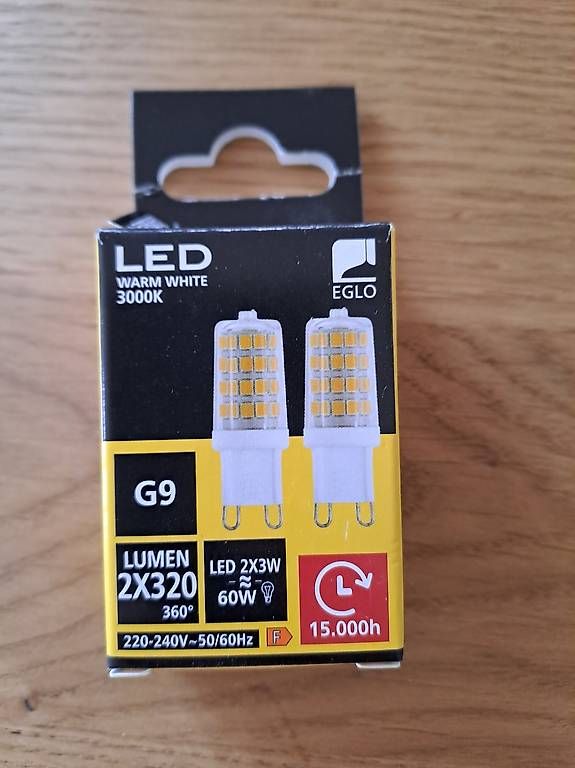 LED
WARM WHITE
3000K
EGLO
G9
LUMEN
2X320
360°
LED 2X3W
≈
60W
15.000h
220-240V~50/60Hz
F